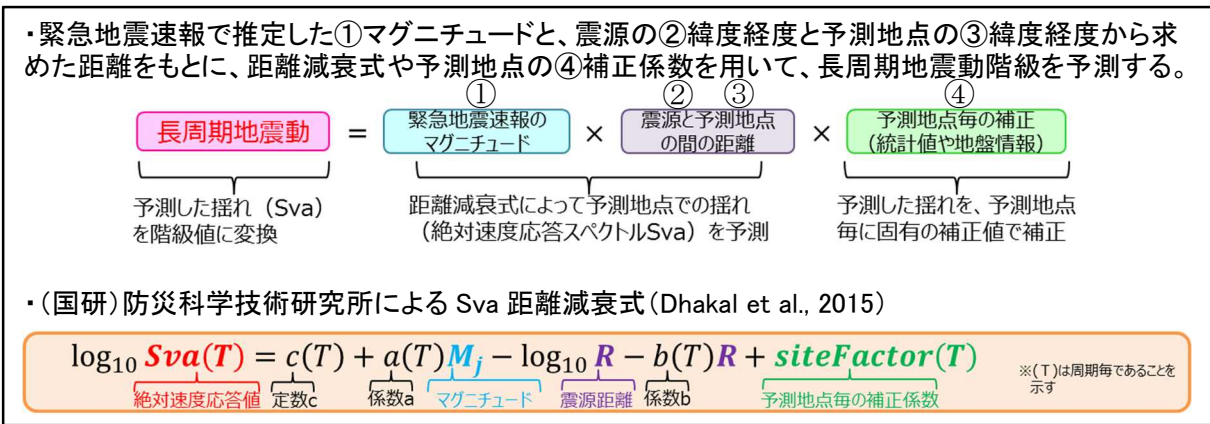 ・緊急地震速報で推定した①マグニチュードと、震源の②緯度経度と予測地点の③緯度経度から求
めた距離をもとに、距離減衰式や予測地点の④補正係数を用いて、長周期地震動階級を予測する。
① ② ③ ④
長周期地震動 = 緊急地震速報の × 震源と予測地点 × 予測地点毎の補正
マグニチュード の間の距離 (統計値や地盤情報)
予測した揺れ（Sva） 距離減衰式によって予測地点での揺れ 予測した揺れを、予測地点
を階級値に変換 （絶対速度応答スペクトルSva）を予測 毎に固有の補正値で補正
・(国研)防災科学技術研究所による Sva 距離減衰式(Dhakal et al., 2015)
log₁₀ Sva(T) = c(T) + a(T)Mⱼ − log₁₀ R − b(T)R + siteFactor(T)
絶対速度応答値 定数c 係数a マグニチュード 震源距離 係数b 予測地点毎の補正係数
※(T)は周期毎であることを
示す